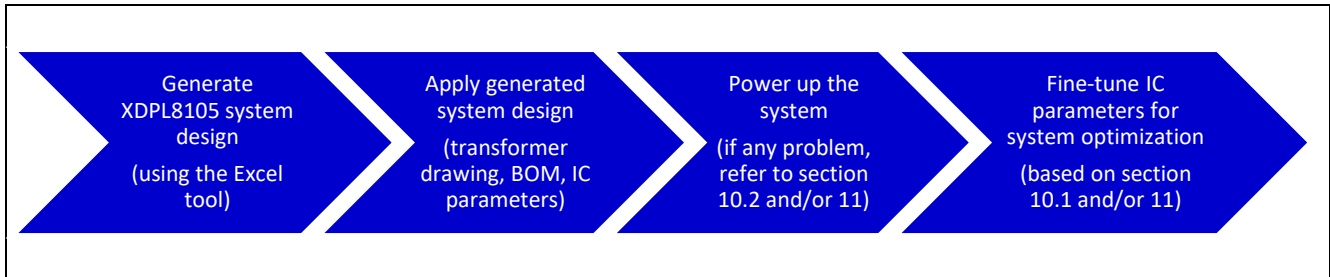 Generate
XDPL8105 system
design
(using the Excel
tool)
Apply generated
system design
(transformer
drawing, BOM, IC
parameters)
Power up the
system
(if any problem,
refer to section
10.2 and/or 11)
Fine-tune IC
parameters for
system optimization
(based on section
10.1 and/or 11)